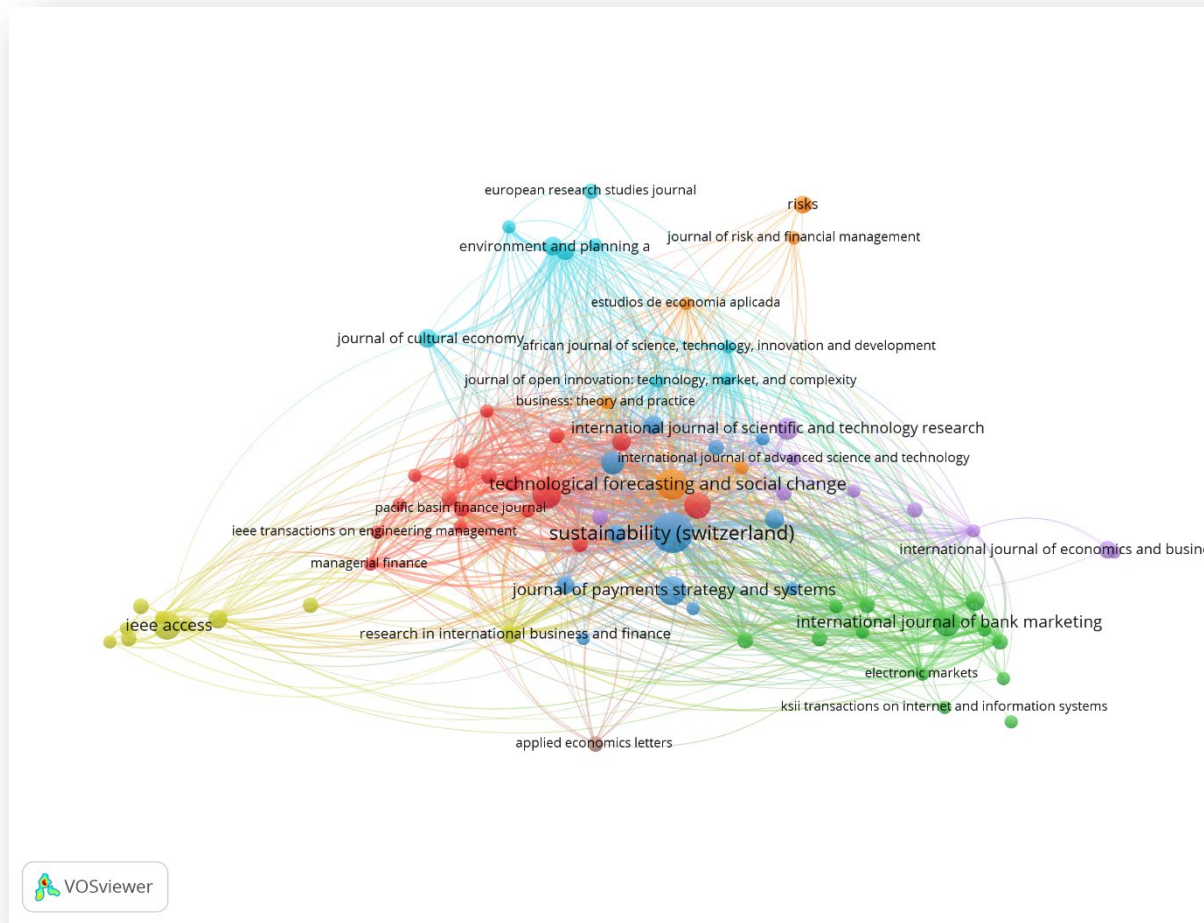 european research studies journal
risks
journal of risk and financial management
environment and planning a
estudios de economia aplicada
journal of cultural economy
african journal of science, technology, innovation and development
journal of open innovation: technology, market, and complexity
business: theory and practice
international journal of scientific and technology research
international journal of advanced science and technology
technological forecasting and social change
pacific basin finance journal
ieee transactions on engineering management
sustainability (switzerland)
international journal of economics and busine
managerial finance
journal of payments strategy and systems
ieee access
international journal of bank marketing
research in international business and finance
electronic markets
ksii transactions on internet and information systems
applied economics letters
VOSviewer